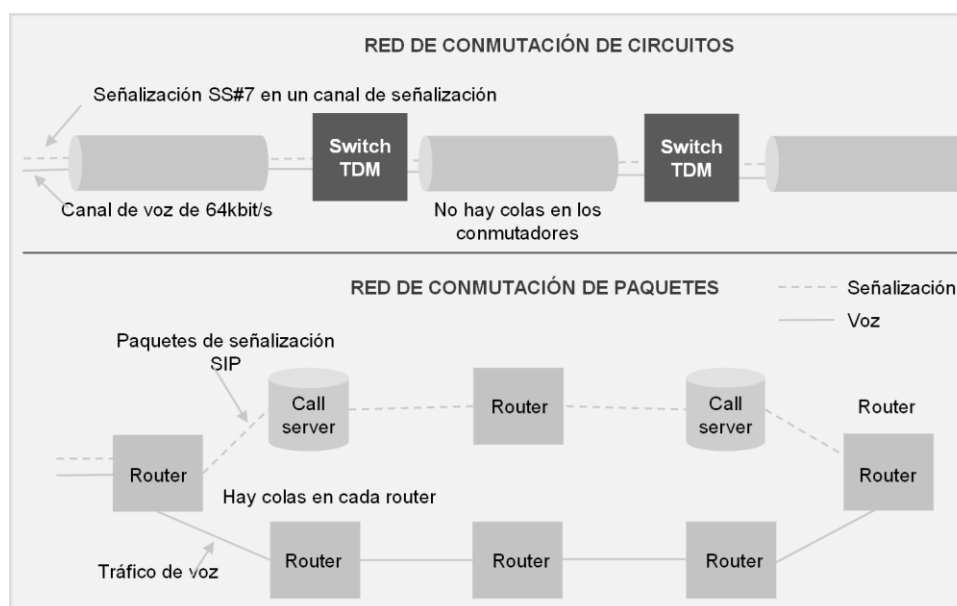 RED DE CONMUTACIÓN DE CIRCUITOS
Señalización SS#7 en un canal de señalización
Switch
TDM
Switch
TDM
Canal de voz de 64kbit/s
No hay colas en los
conmutadores
RED DE CONMUTACIÓN DE PAQUETES
Señalización
Voz
Paquetes de señalización
SIP
Call
server
Router
Call
server
Router
Router
Router
Hay colas en cada router
Tráfico de voz
Router
Router
Router